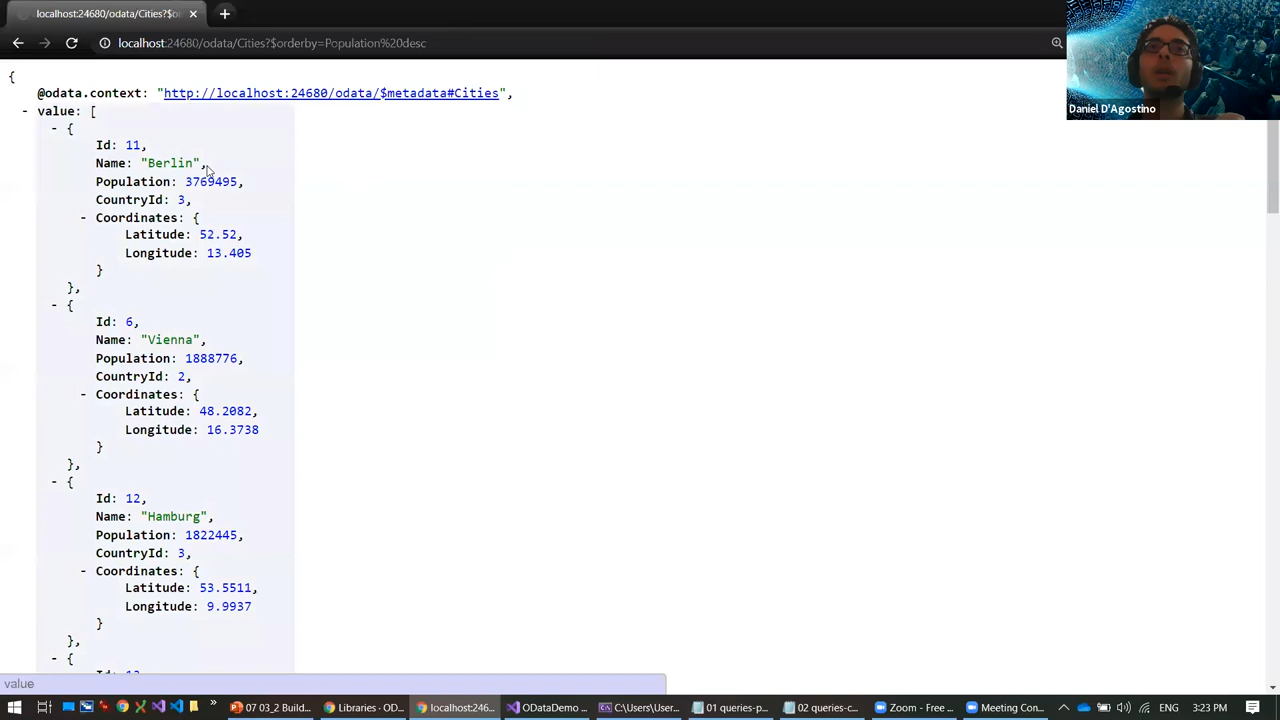 localhost:24680/odata/Cities?$o
localhost:24680/odata/Cities?$orderby=Population%20desc
Daniel D'Agostino
{
@odata.context: "http://localhost:24680/odata/$metadata#Cities",
- value: [
- {
Id: 11,
Name: "Berlin",
Population: 3769495,
CountryId: 3,
- Coordinates: {
Latitude: 52.52,
Longitude: 13.405
}
},
- {
Id: 6,
Name: "Vienna",
Population: 1888776,
CountryId: 2,
- Coordinates: {
Latitude: 48.2082,
Longitude: 16.3738
}
},
- {
Id: 12,
Name: "Hamburg",
Population: 1822445,
CountryId: 3,
- Coordinates: {
Latitude: 53.5511,
Longitude: 9.9937
}
},
- {
value
07 03_2 Build... Libraries - OD... localhost:246... ODataDemo ... C:\Users\User... 01 queries-p... 02 queries-c... Zoom - Free ... Meeting Con... ENG 3:23 PM